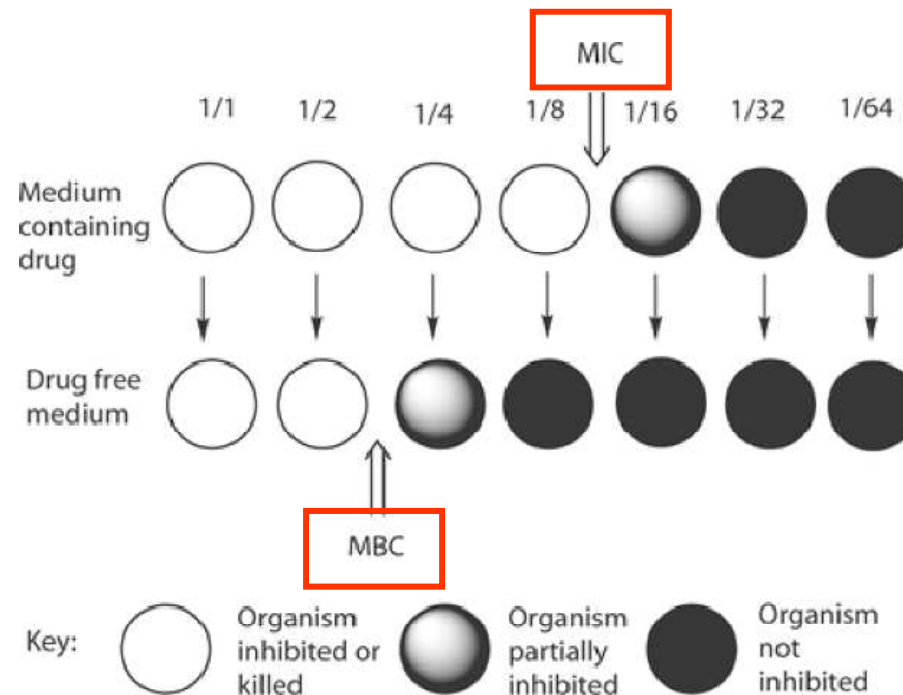 MIC
1/1 1/2 1/4 1/8 1/16 1/32 1/64
Medium
containing
drug
Drug free
medium
MBC
Key:
Organism
inhibited or
killed
Organism
partially
inhibited
Organism
not
inhibited